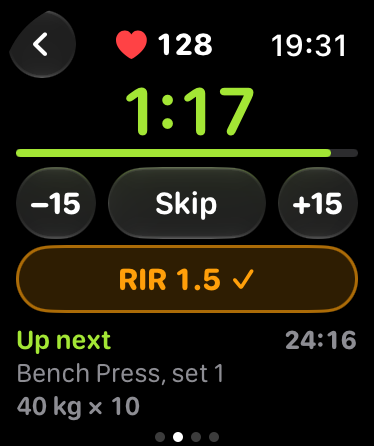 128 19:31
1:17
–15 Skip +15
RIR 1.5 ✓
Up next 24:16
Bench Press, set 1
40 kg × 10